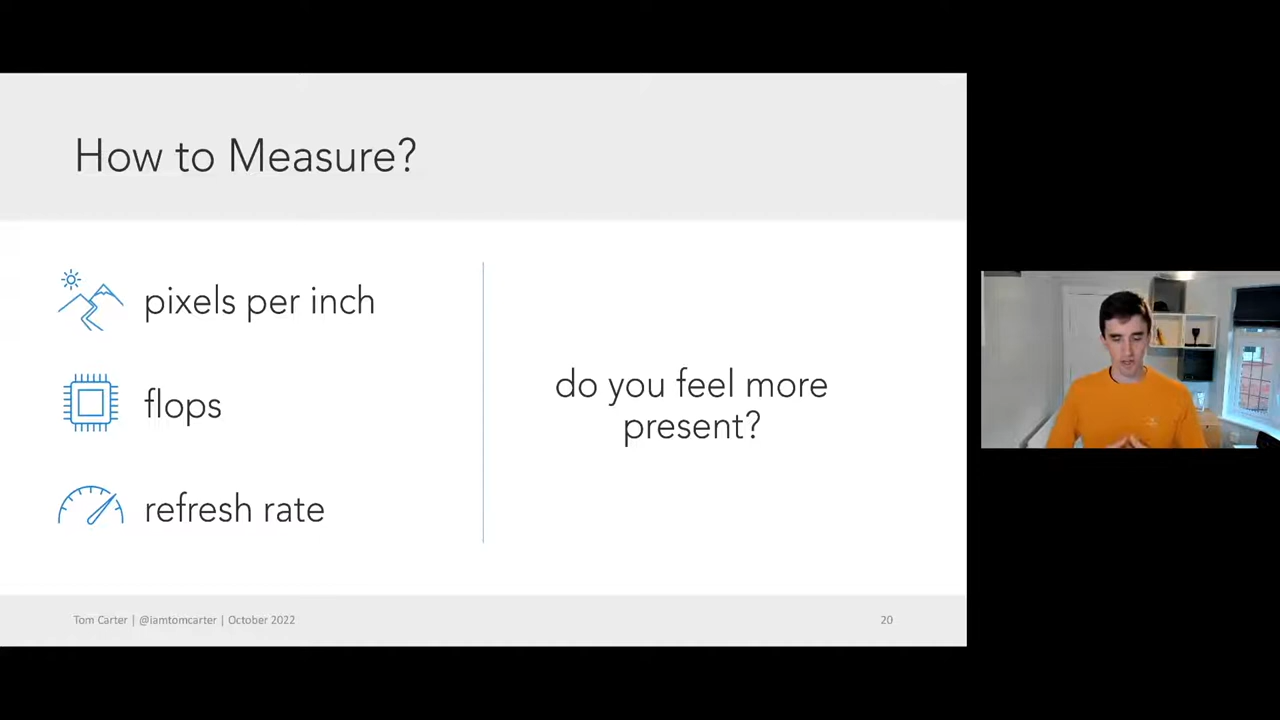 How to Measure?
pixels per inch
flops
refresh rate
do you feel more
present?
Tom Carter | @iamtomcarter | October 2022
20